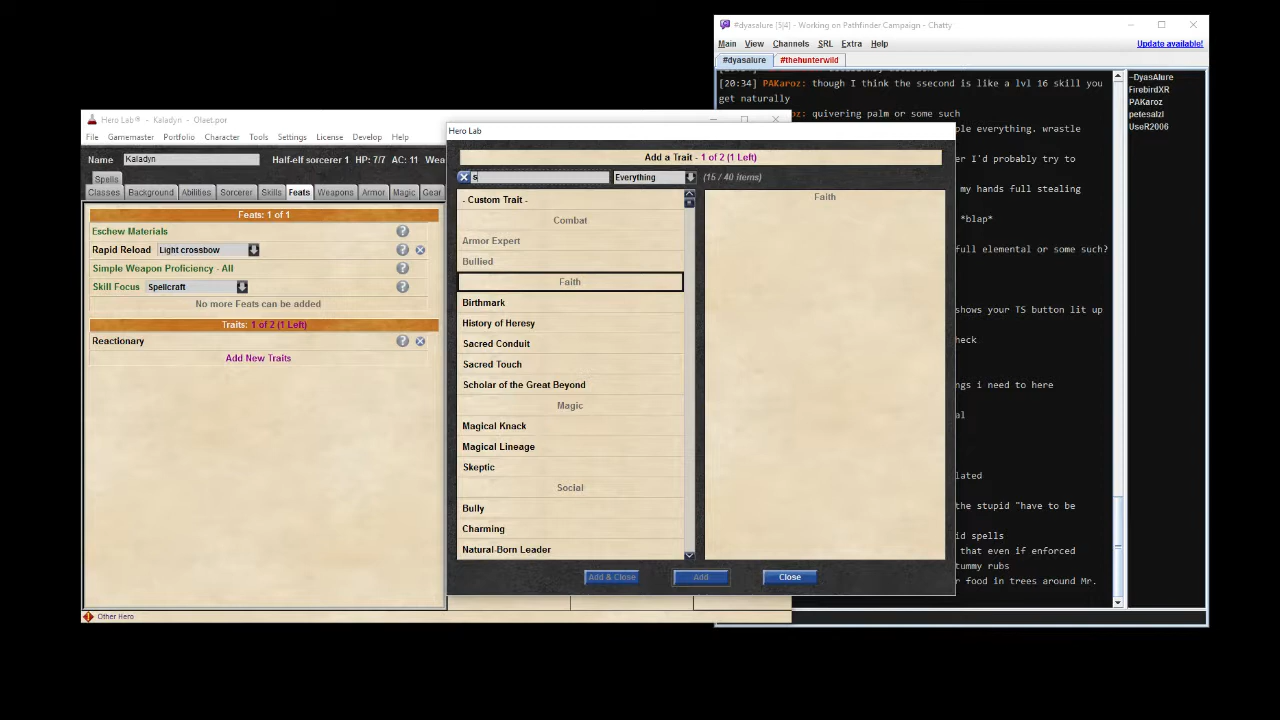 #dyasalure (5|4) - Working on Pathfinder Campaign - Chatty
Main View Channels SRL Extra Help Update available!
#dyasalure #thehunterwild
[20:34] PAKaroz: though I think the ssecond is like a lvl 16 skill you
get naturally
oz: quivering palm or some such
ple everything. wrastle
er I'd probably try to
my hands full stealing
*blap*
full elemental or some such?
shows your TS button lit up
heck
ngs i need to here
al
lated
the stupid "have to be
id spells
that even if enforced
tummy rubs
r food in trees around Mr.
~DyasAlure
FirebirdXR
PAKaroz
petesalzl
UseR2006
Hero Lab® - Kaladyn - Olaet.por
File Gamemaster Portfolio Character Tools Settings License Develop Help
Name Kaladyn Half-elf sorcerer 1 HP: 7/7 AC: 11 Wea
Spells
Classes Background Abilities Sorcerer Skills Feats Weapons Armor Magic Gear
Feats: 1 of 1
Eschew Materials ?
Rapid Reload Light crossbow ?
Simple Weapon Proficiency - All ?
Skill Focus Spellcraft ?
No more Feats can be added
Traits: 1 of 2 (1 Left)
Reactionary ?
Add New Traits
Other Hero
Hero Lab
Add a Trait - 1 of 2 (1 Left)
s Everything (15 / 40 items)
- Custom Trait -
Combat
Armor Expert
Bullied
Faith
Birthmark
History of Heresy
Sacred Conduit
Sacred Touch
Scholar of the Great Beyond
Magic
Magical Knack
Magical Lineage
Skeptic
Social
Bully
Charming
Natural-Born Leader
Faith
Add & Close Add Close